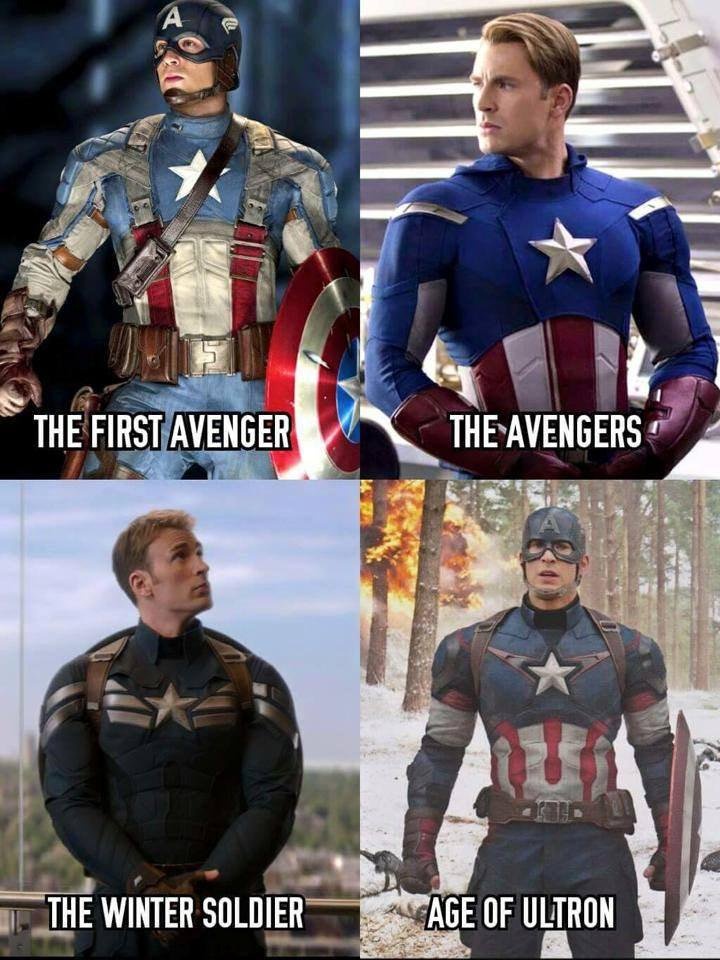 A
THE FIRST AVENGER
THE AVENGERS
THE WINTER SOLDIER
A
AGE OF ULTRON